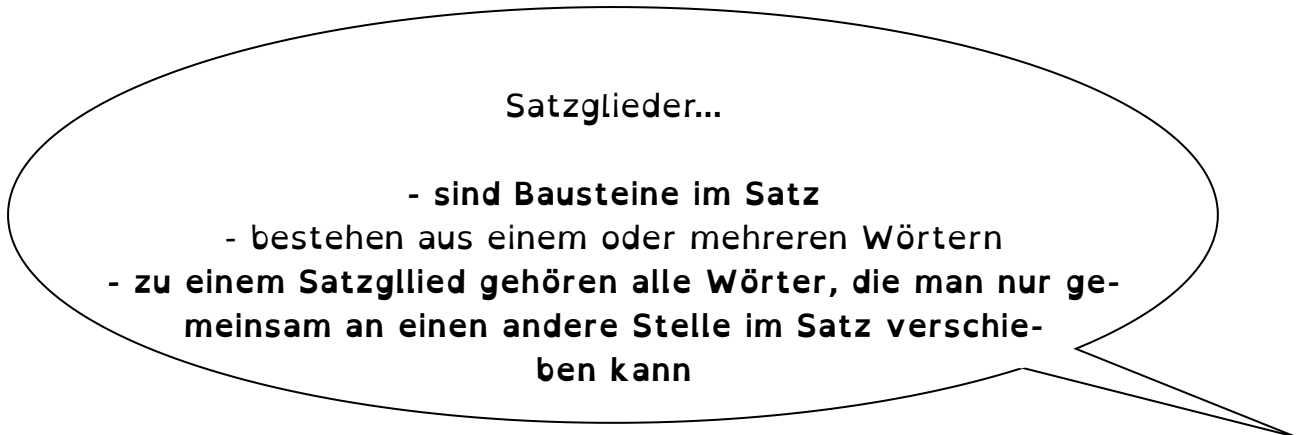 Satzglieder...
- sind Bausteine im Satz
- bestehen aus einem oder mehreren Wörtern
- zu einem Satzgllied gehören alle Wörter, die man nur ge-
meinsam an einen andere Stelle im Satz verschie-
ben kann